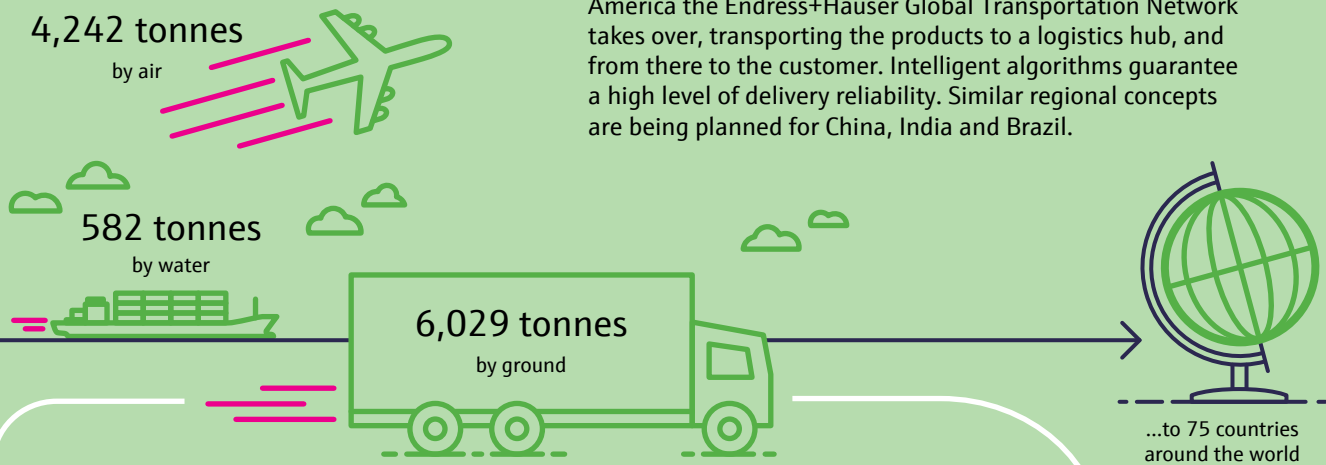 4,242 tonnes
by air
America the Endress+Hauser Global Transportation Network
takes over, transporting the products to a logistics hub, and
from there to the customer. Intelligent algorithms guarantee
a high level of delivery reliability. Similar regional concepts
are being planned for China, India and Brazil.
582 tonnes
by water
6,029 tonnes
by ground
...to 75 countries
around the world